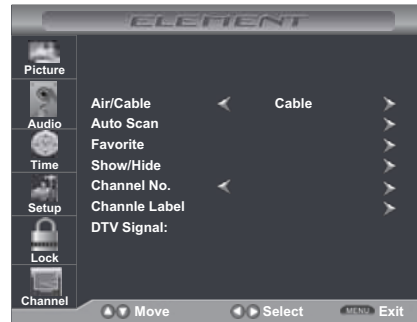 ELEMENT
Picture
Audio
Time
Setup
Lock
Channel
Air/Cable Cable
Auto Scan
Favorite
Show/Hide
Channel No.
Channle Label
DTV Signal:
Move Select MENU Exit